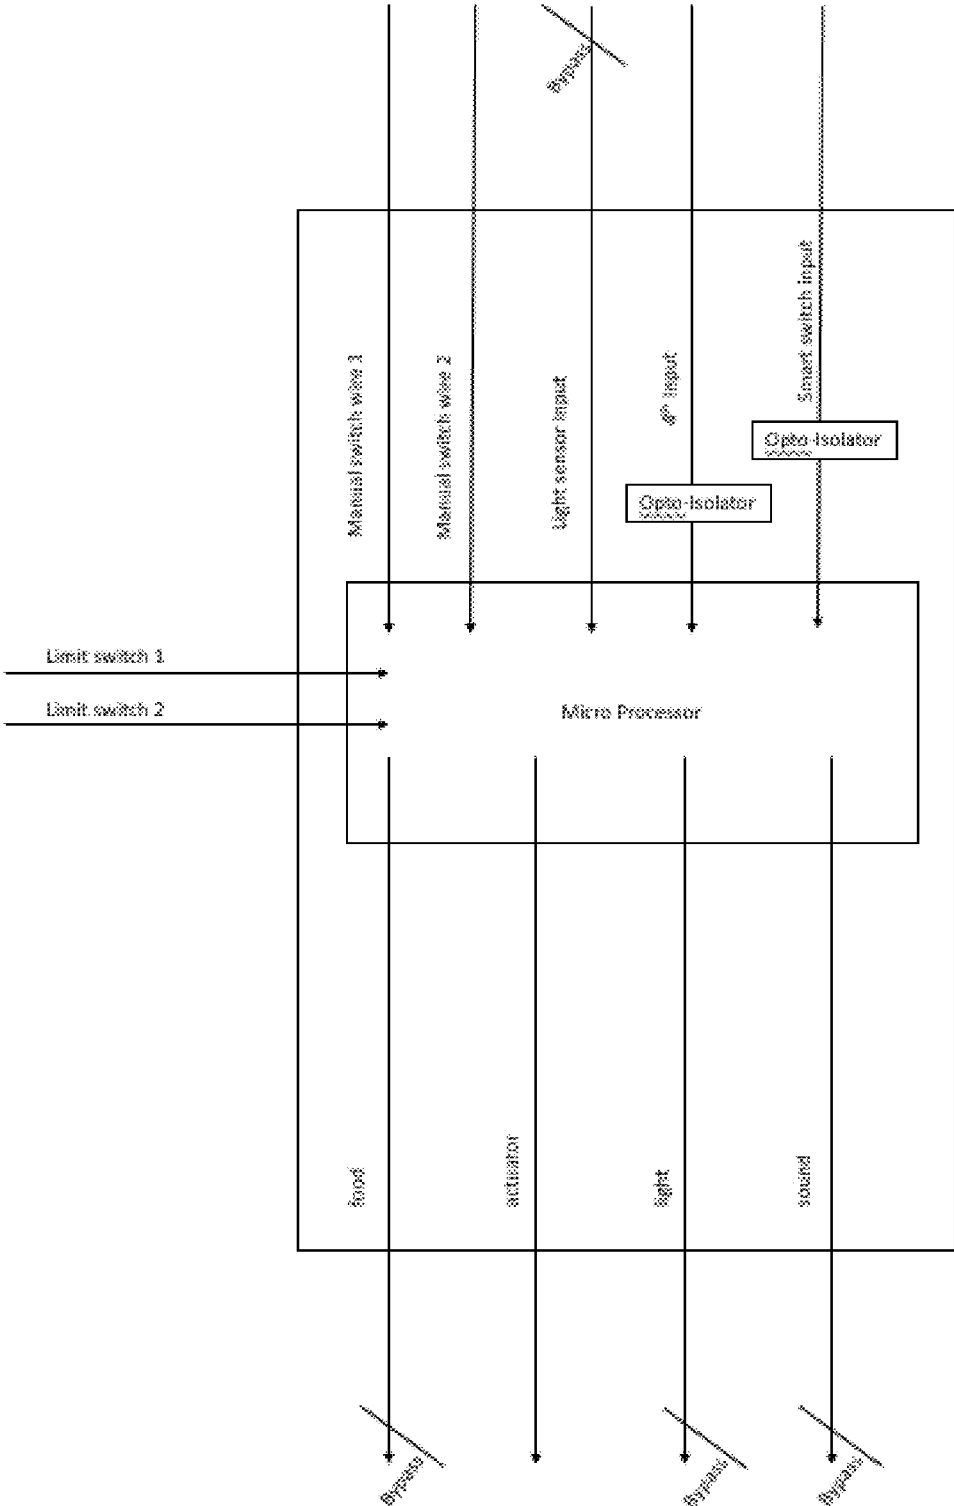 Bypass
Manual switch wire 1
Manual switch wire 2
Light sensor input
Input
Smart switch input
Opto-Isolator
Opto-Isolator
Limit switch 1
Limit switch 2
Micro Processor
food
actuator
light
sound
Bypass
Bypass
Bypass